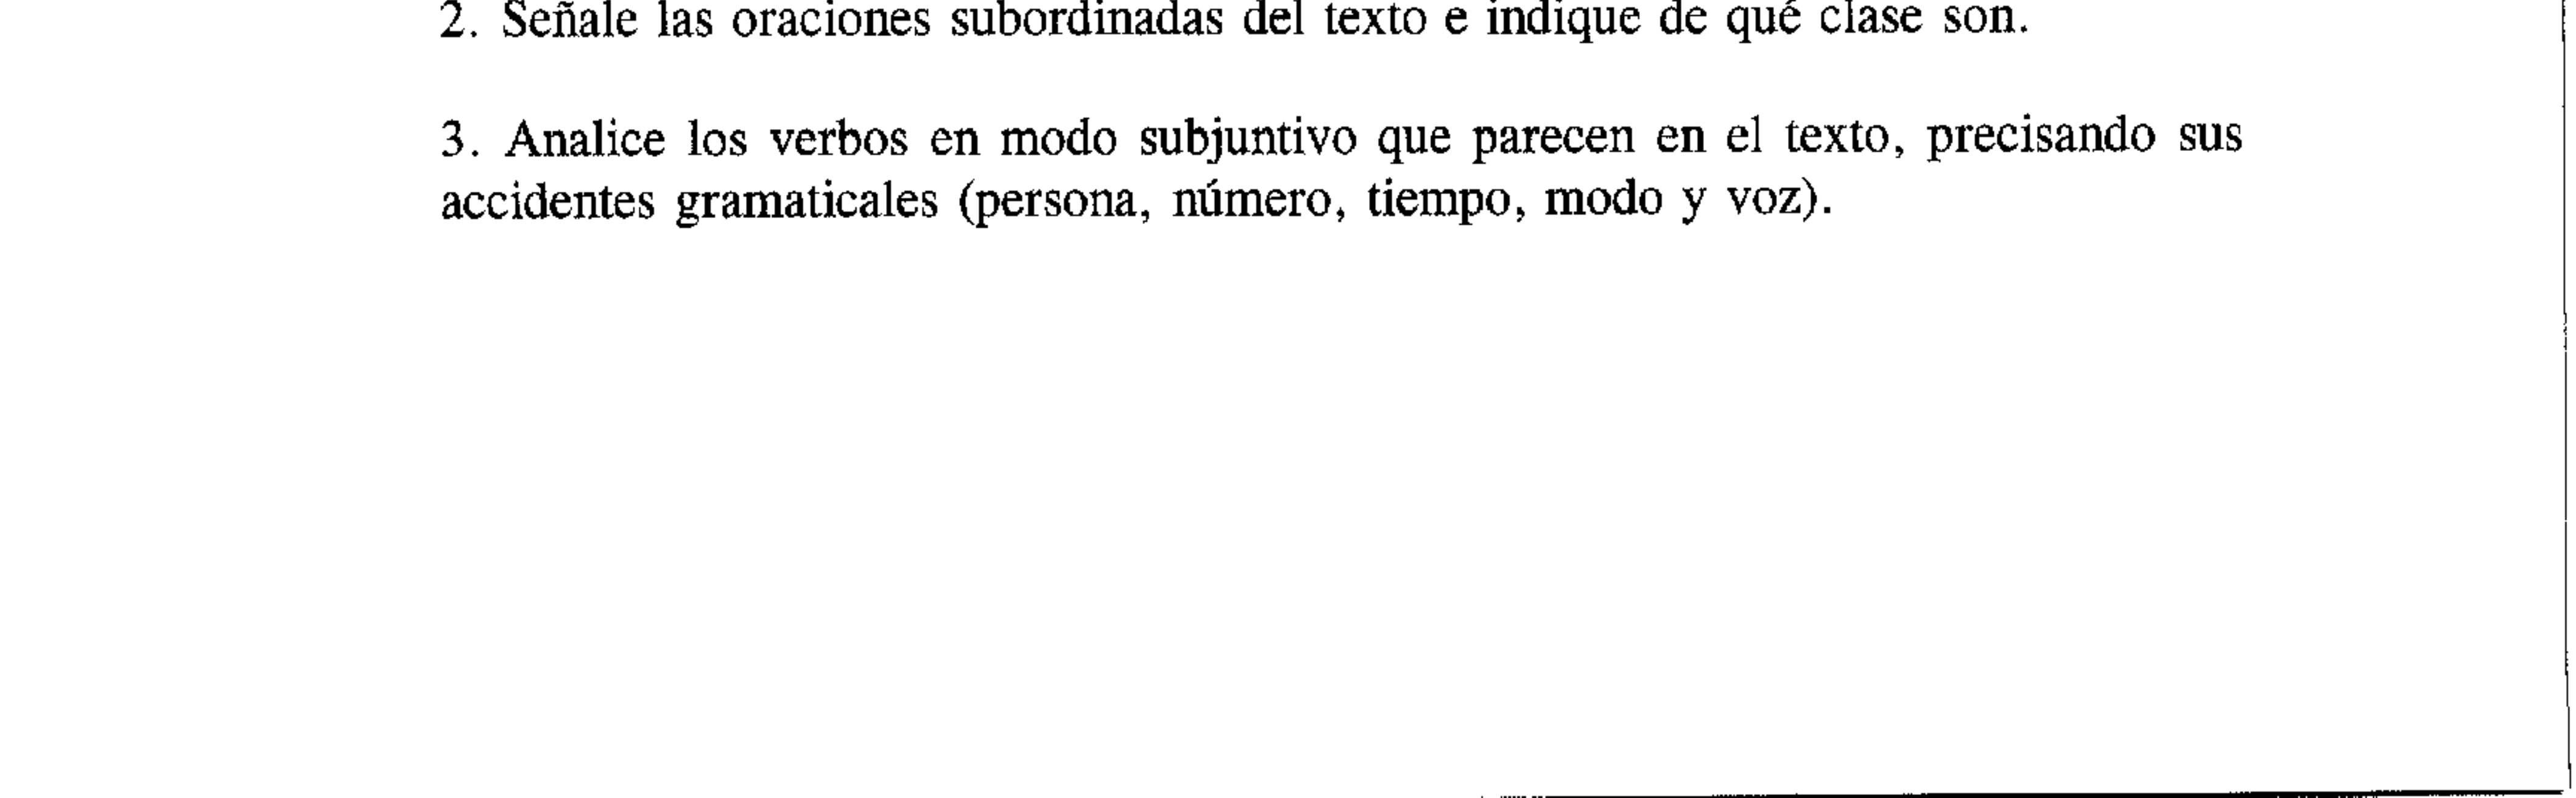 2. Señale las oraciones subordinadas del texto e indique de qué clase son.
3. Analice los verbos en modo subjuntivo que parecen en el texto, precisando sus
accidentes gramaticales (persona, número, tiempo, modo y voz).